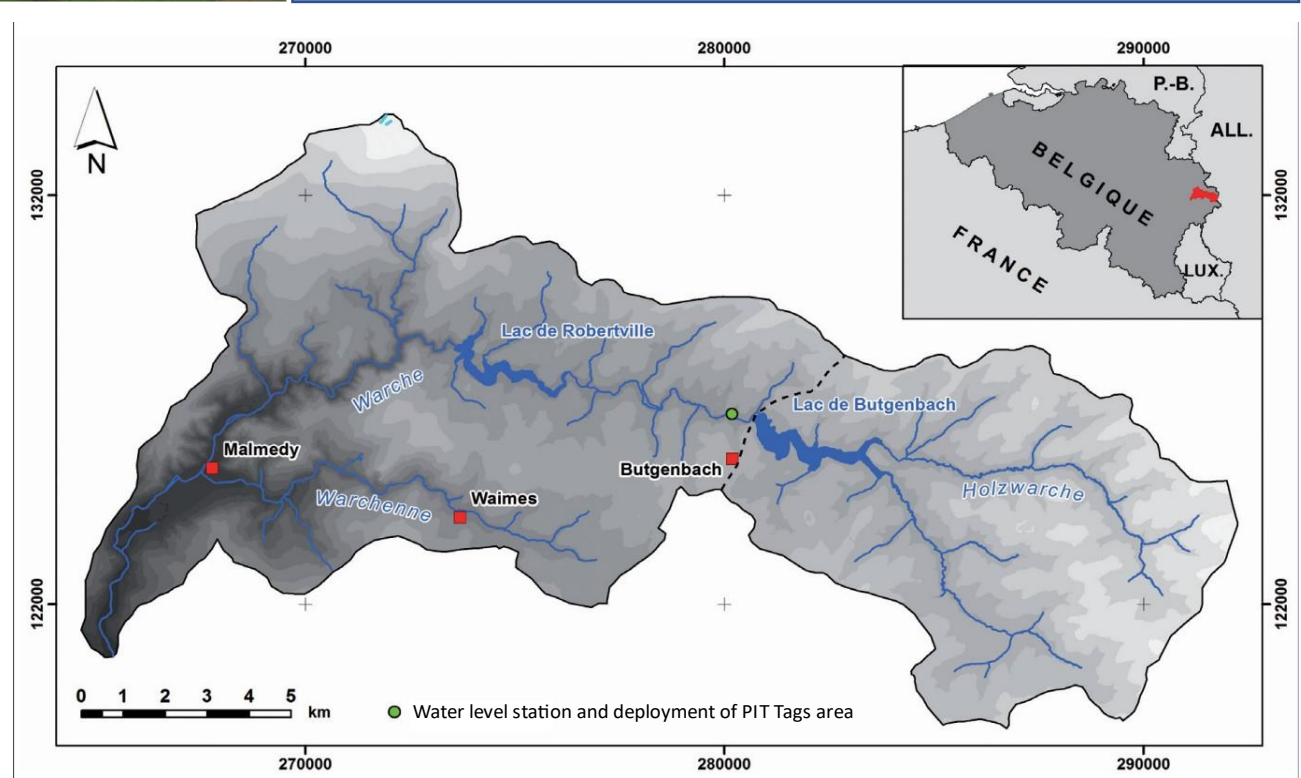 270000
280000
290000
P.-B.
ALL.
BELGIQUE
FRANCE
LUX.
N
132000
132000
Lac de Robertville
Warche
Lac de Butgenbach
Malmedy
Butgenbach
Holzwarche
Warchenne
Waimes
122000
122000
0 1 2 3 4 5
km
Water level station and deployment of PIT Tags area
270000
280000
290000